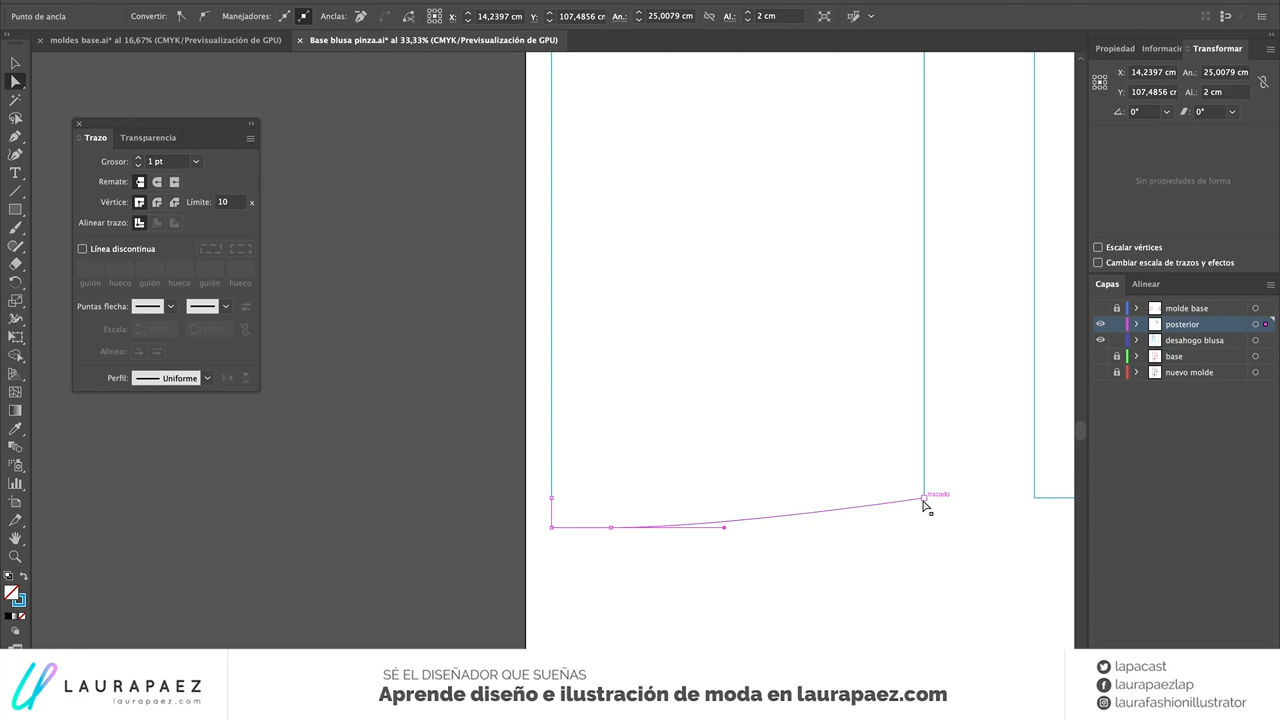 Punto de ancla
Convertir:
Manejadores:
Anclas:
X: 14,2397 cm
Y: 107,4856 c
An.: 25,0079 cm
Al.: 2 cm
moldes base.ai* al 16,67% (CMYK/Previsualización de GPU)
Base blusa pinza.ai* al 33,33% (CMYK/Previsualización de GPU)
Propiedad
Informació
Transformar
X: 14,2397 cm
An.: 25,0079 cm
Y: 107,4856 c
Al.: 2 cm
0°
0°
Sin propiedades de forma
Escalar vértices
Cambiar escala de trazos y efectos
Capas
Alinear
molde base
posterior
desahogo blusa
base
nuevo molde
Trazo
Transparencia
Grosor: 1 pt
Remate:
Vértice:
Límite: 10 x
Alinear trazo:
Línea discontinua
guión hueco guión hueco guión hueco
Puntas flecha:
Escala: 100% 100%
Alinear:
Perfil: Uniforme
trazado
LAURAPAEZ
laurapaez.com
SÉ EL DISEÑADOR QUE SUEÑAS
Aprende diseño e ilustración de moda en laurapaez.com
lapacast
laurapaezlap
laurafashionillustrator